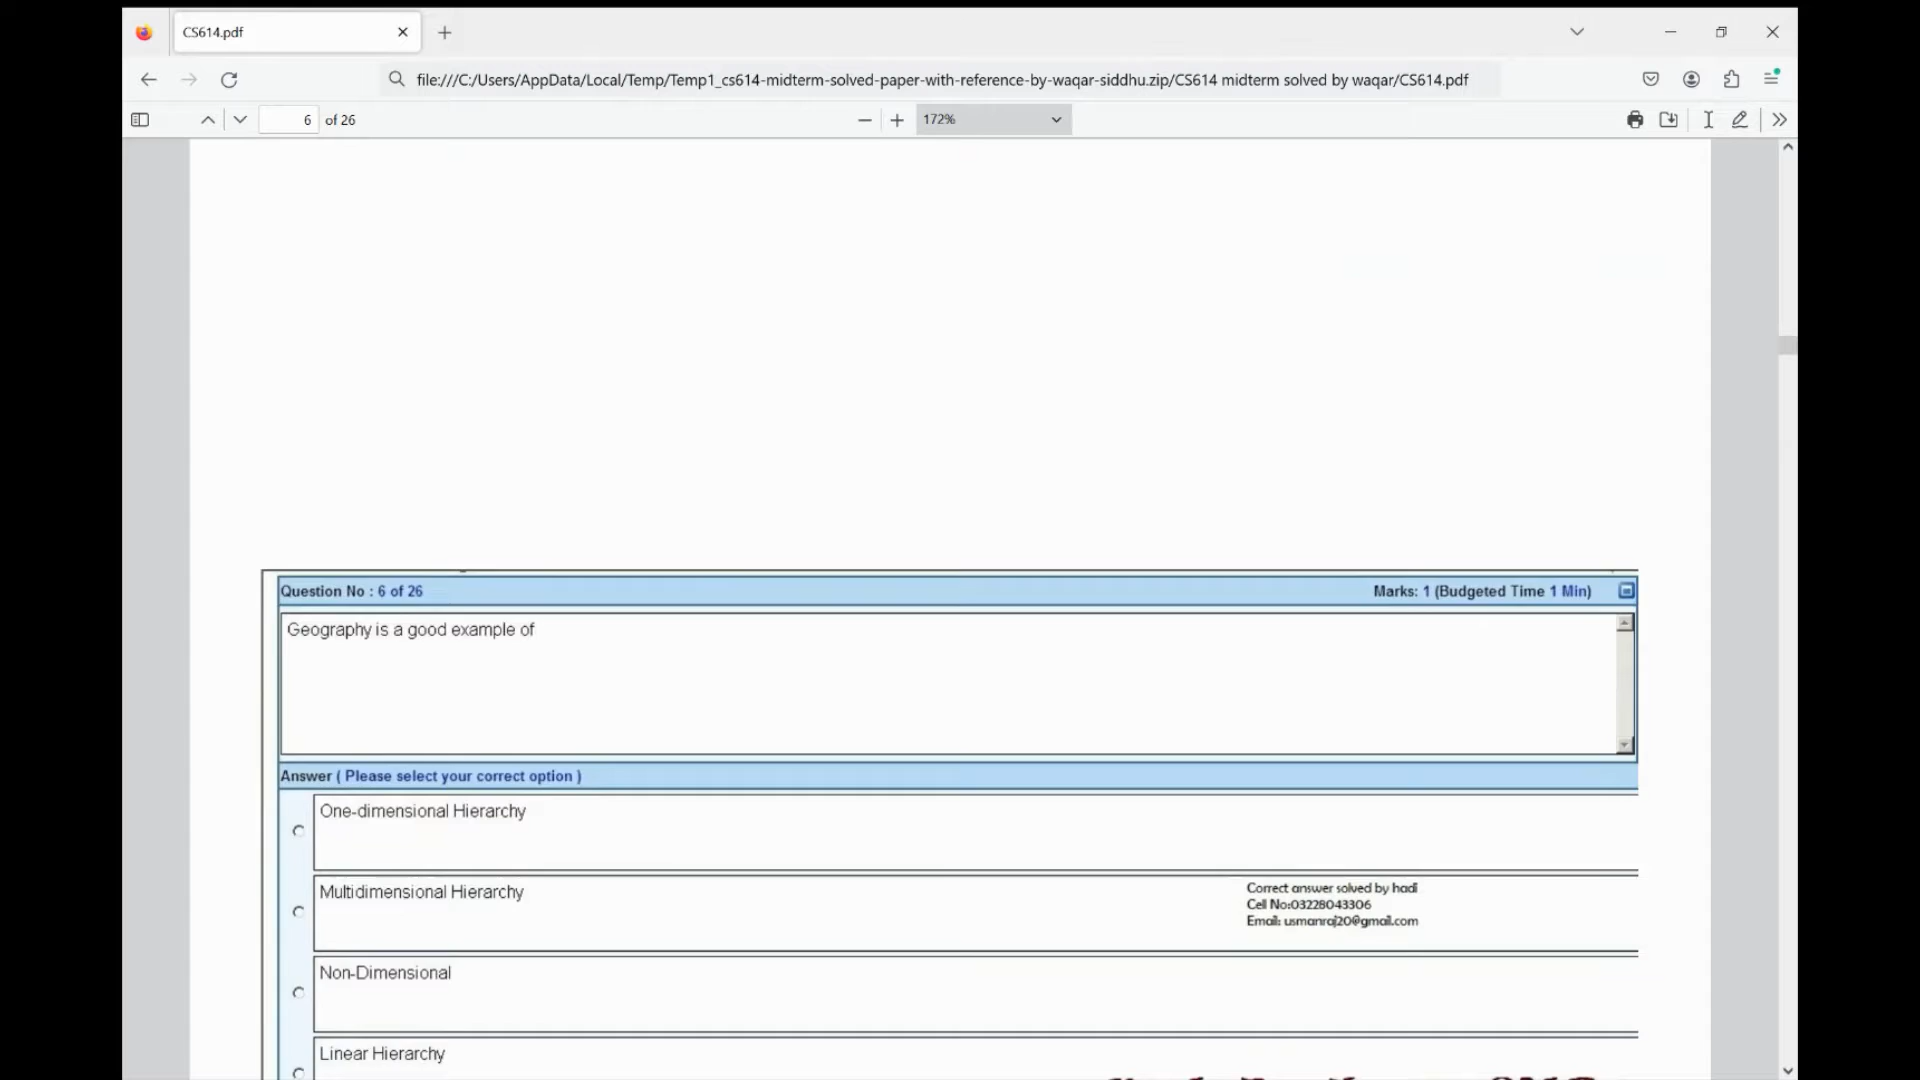 CS614.pdf
file:///C:/Users/AppData/Local/Temp/Temp1_cs614-midterm-solved-paper-with-reference-by-waqar-siddhu.zip/CS614 midterm solved by waqar/CS614.pdf
6 of 26
172%
Question No : 6 of 26 Marks: 1 (Budgeted Time 1 Min)
Geography is a good example of
Answer ( Please select your correct option )
One-dimensional Hierarchy
Multidimensional Hierarchy
Correct answer solved by hadi
Cell No:03228043306
Email: usmanraj20@gmail.com
Non-Dimensional
Linear Hierarchy